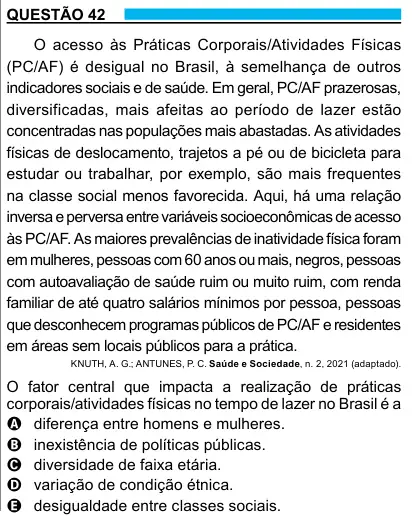 QUESTÃO 42
O acesso às Práticas Corporais/Atividades Físicas
(PC/AF) é desigual no Brasil, à semelhança de outros
indicadores sociais e de saúde. Em geral, PC/AF prazerosas,
diversificadas, mais afeitas ao período de lazer estão
concentradas nas populações mais abastadas. As atividades
físicas de deslocamento, trajetos a pé ou de bicicleta para
estudar ou trabalhar, por exemplo, são mais frequentes
na classe social menos favorecida. Aqui, há uma relação
inversa e perversa entre variáveis socioeconômicas de acesso
às PC/AF. As maiores prevalências de inatividade física foram
em mulheres, pessoas com 60 anos ou mais, negros, pessoas
com autoavaliação de saúde ruim ou muito ruim, com renda
familiar de até quatro salários mínimos por pessoa, pessoas
que desconhecem programas públicos de PC/AF e residentes
em áreas sem locais públicos para a prática.
KNUTH, A. G.; ANTUNES, P. C. Saúde e Sociedade, n. 2, 2021 (adaptado).
O fator central que impacta a realização de práticas
corporais/atividades físicas no tempo de lazer no Brasil é a
A diferença entre homens e mulheres.
B inexistência de políticas públicas.
C diversidade de faixa etária.
D variação de condição étnica.
E desigualdade entre classes sociais.